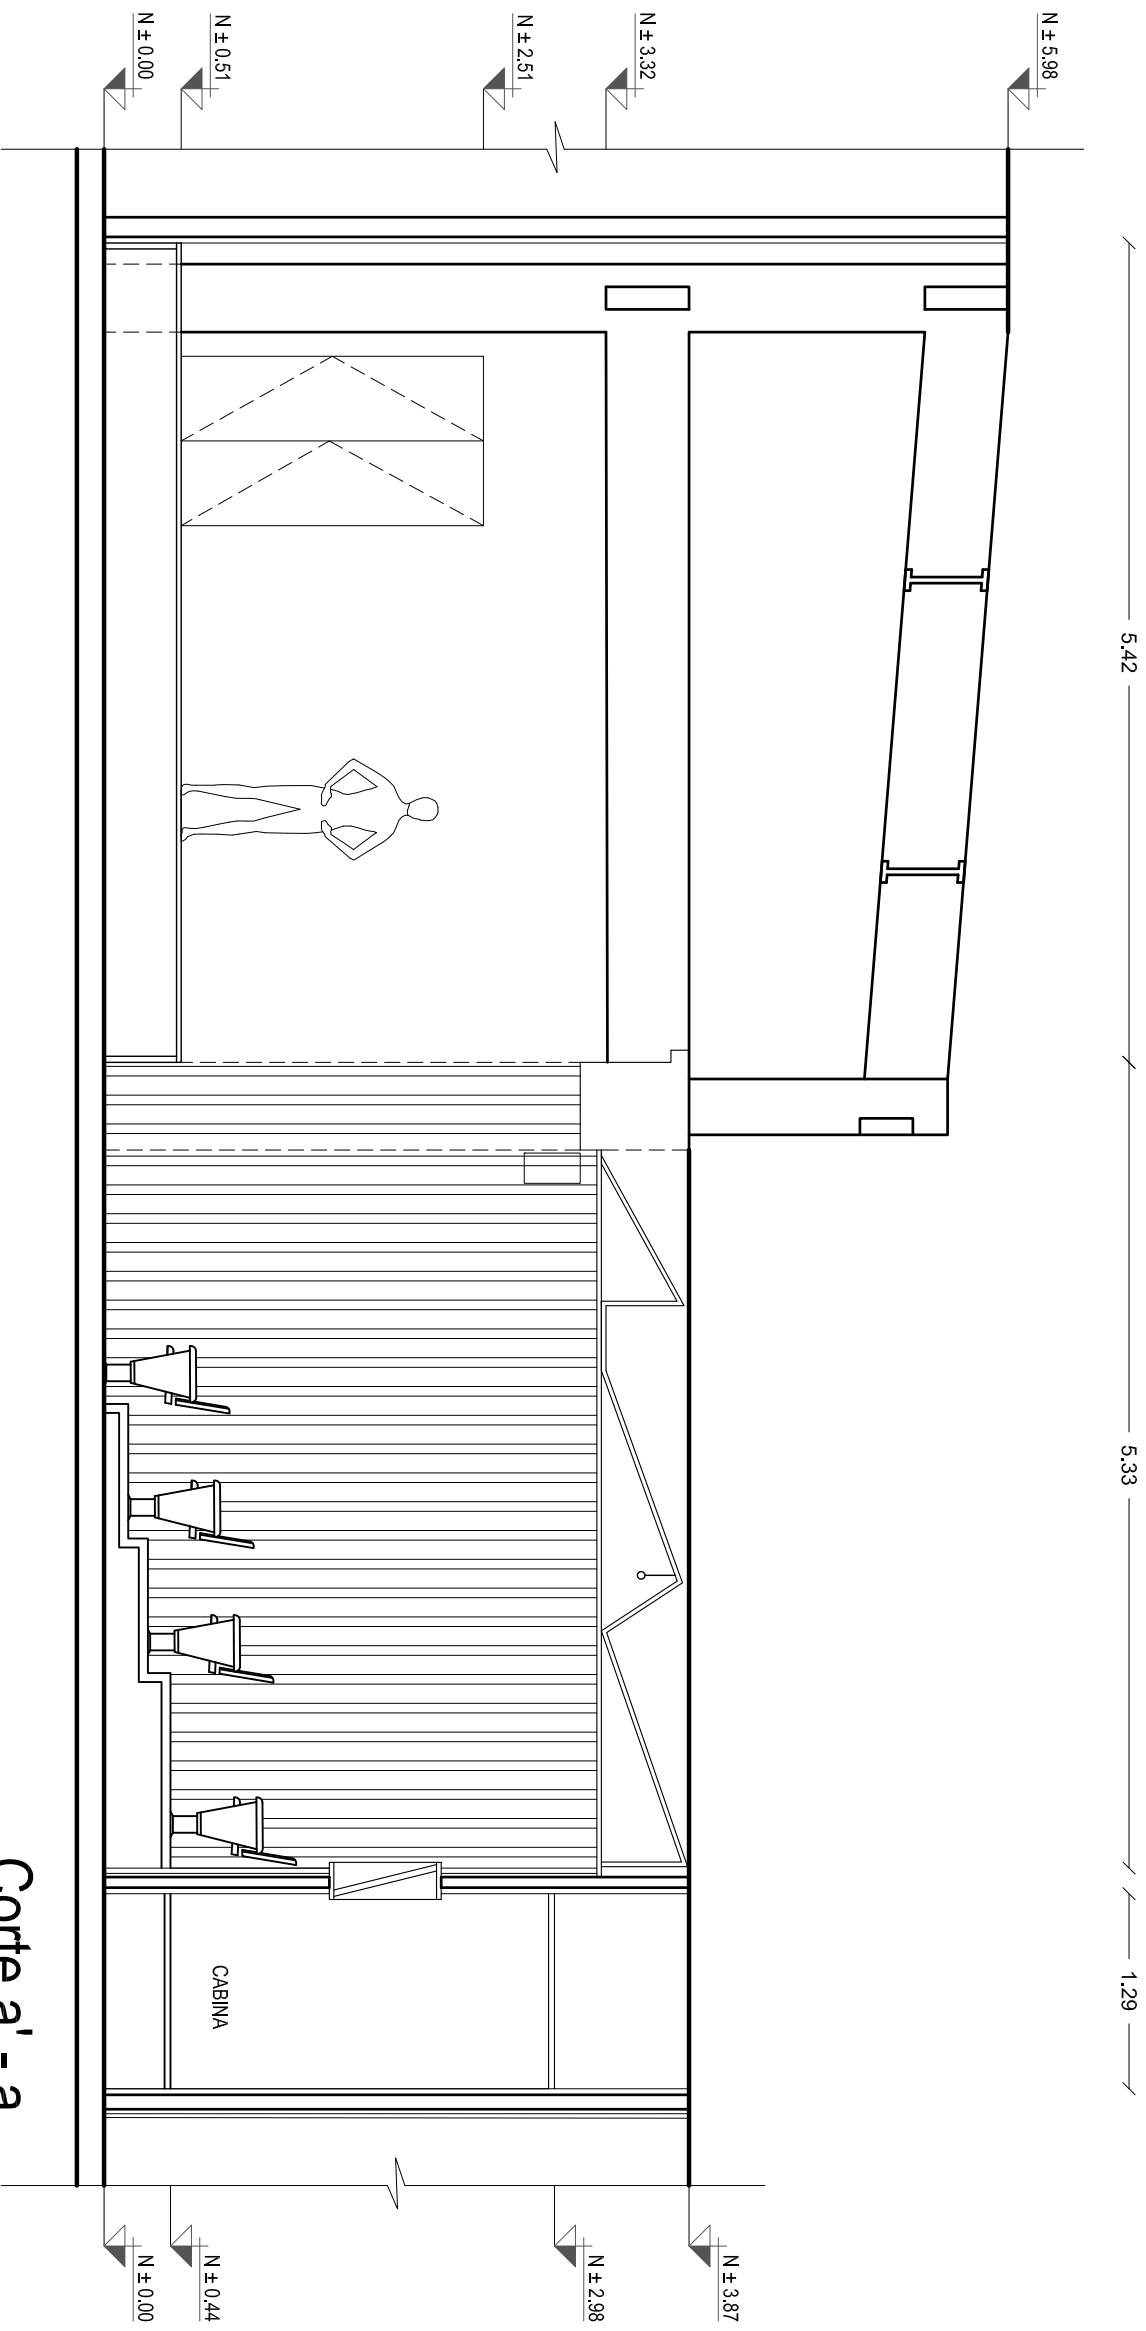 5.42
5.33
1.29
N ± 5.98
N ± 3.32
N ± 2.51
N ± 0.51
N ± 0.00
N ± 3.87
N ± 2.98
N ± 0.44
N ± 0.00
CABINA
Corte a' - a